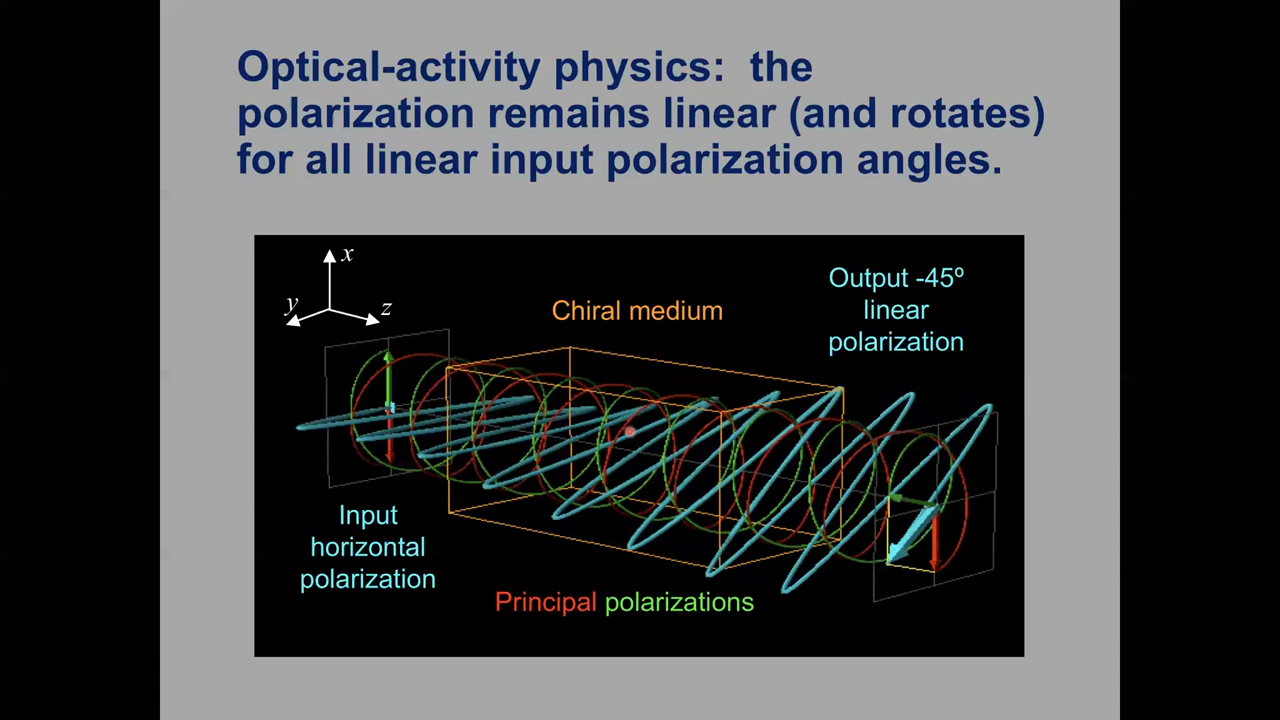 Optical-activity physics:  the
polarization remains linear (and rotates)
for all linear input polarization angles.
x
y
z
Chiral medium
Output -45º
linear
polarization
Input
horizontal
polarization
Principal polarizations